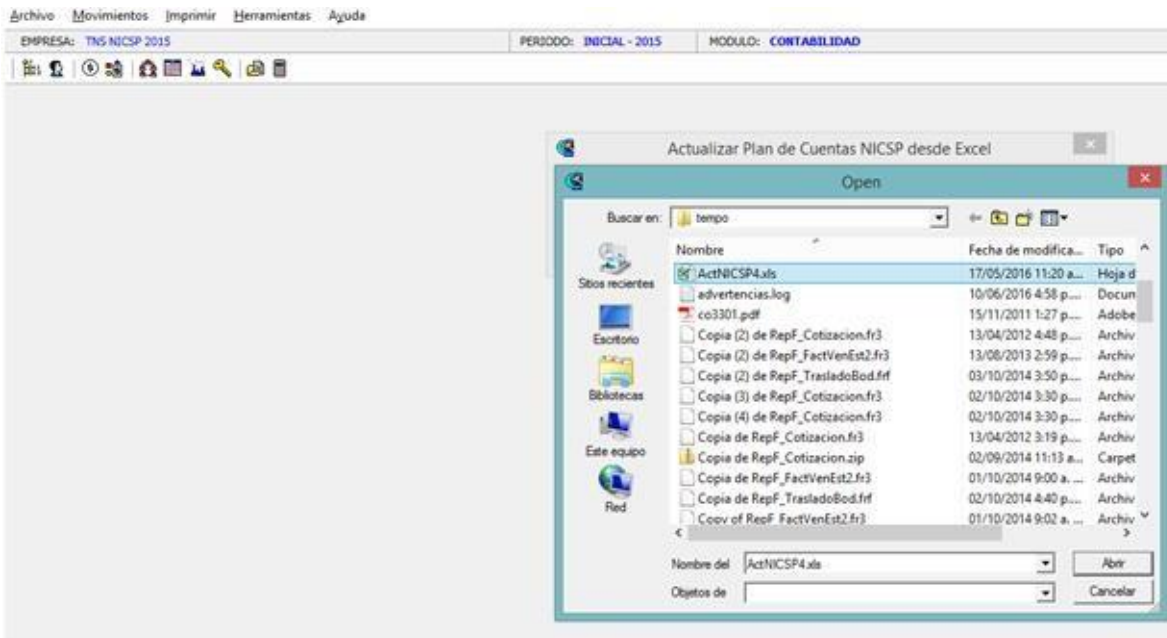 Archivo Movimientos Imprimir Herramientas Ayuda
EMPRESA: TNS NICSP 2015 PERIODO: INICIAL - 2015 MODULO: CONTABILIDAD
Actualizar Plan de Cuentas NICSP desde Excel
Open
Buscar en: tempo
Nombre Fecha de modifica... Tipo
ActNICSP4.xls 17/05/2016 11:20 a... Hoja d
advertencias.log 10/06/2016 4:58 p.... Docum
co3301.pdf 15/11/2011 1:27 p.... Adobe
Copia (2) de RepF_Cotizacion.fr3 13/04/2012 4:48 p.... Archiv
Copia (2) de RepF_FactVenEst2.fr3 13/08/2013 2:59 p.... Archiv
Copia (2) de RepF_TrasladoBod.frf 03/10/2014 3:50 p.... Archiv
Copia (3) de RepF_Cotizacion.fr3 02/10/2014 3:30 p.... Archiv
Copia (4) de RepF_Cotizacion.fr3 02/10/2014 3:30 p.... Archiv
Copia de RepF_Cotizacion.fr3 13/04/2012 3:19 p.... Archiv
Copia de RepF_Cotizacion.zip 02/09/2014 11:13 a... Carpet
Copia de RepF_FactVenEst2.fr3 01/10/2014 9:00 a. ... Archiv
Copia de RepF_TrasladoBod.frf 02/10/2014 4:40 p.... Archiv
Copy of RepF_FactVenEst2.fr3 01/10/2014 9:02 a. ... Archiv
Sitios recientes
Escritorio
Bibliotecas
Este equipo
Red
Nombre del ActNICSP4.xls Abrir
Objetos de Cancelar